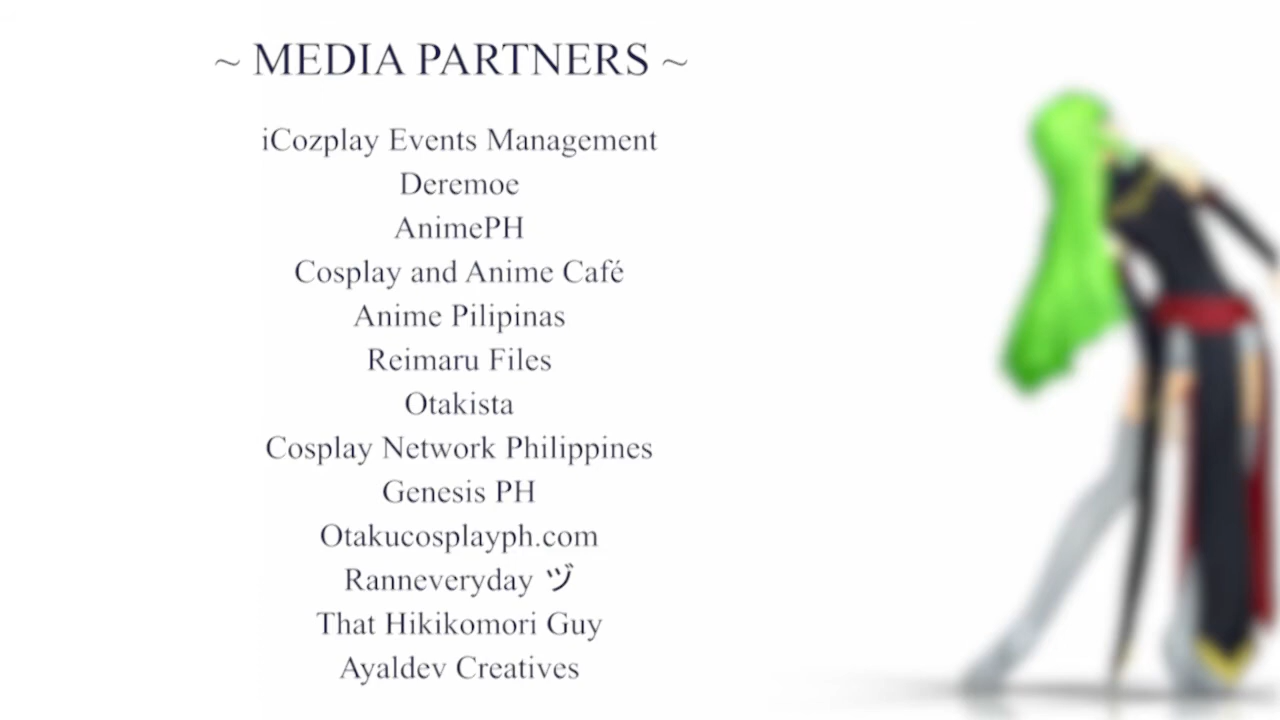 ~ MEDIA PARTNERS ~
iCozplay Events Management
Deremoe
AnimePH
Cosplay and Anime Café
Anime Pilipinas
Reimaru Files
Otakista
Cosplay Network Philippines
Genesis PH
Otakucosplayph.com
Ranneveryday ヅ
That Hikikomori Guy
Ayaldev Creatives